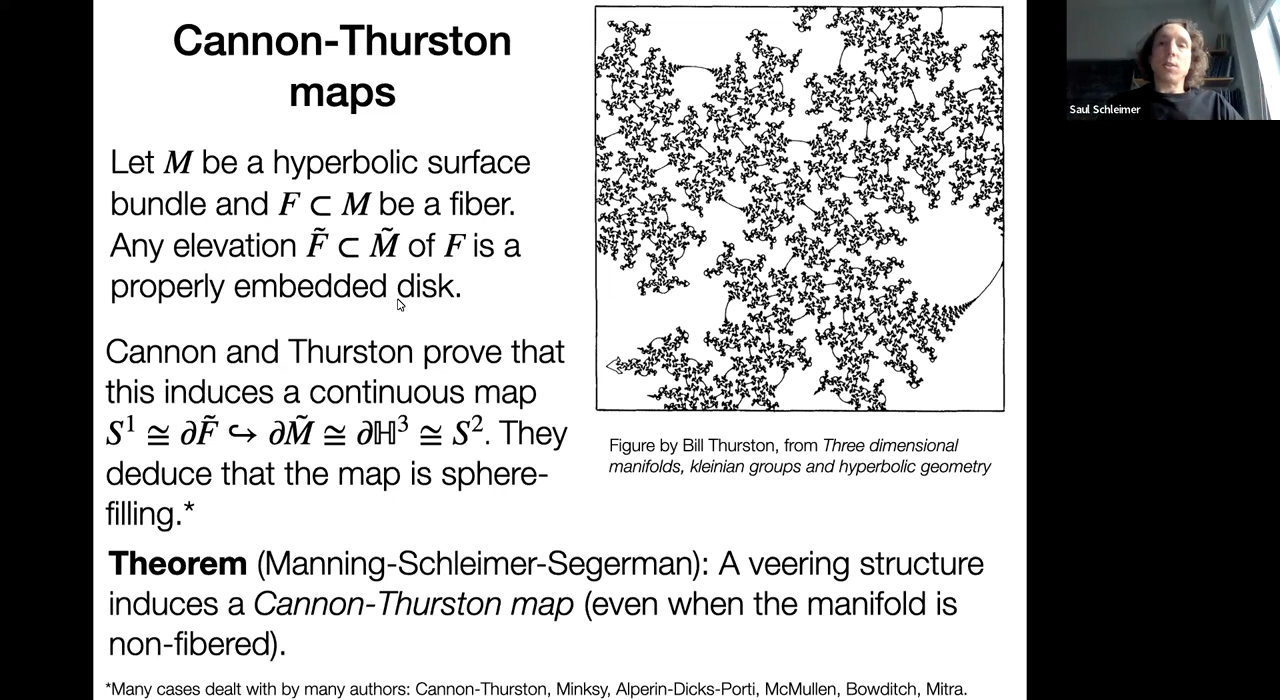 Cannon-Thurston
maps
Let M be a hyperbolic surface
bundle and F ⊂ M be a fiber.
Any elevation F̃ ⊂ M̃ of F is a
properly embedded disk.
Cannon and Thurston prove that
this induces a continuous map
S¹ ≅ ∂F̃ ↪ ∂M̃ ≅ ∂ℍ³ ≅ S². They
deduce that the map is sphere-
filling.*
Figure by Bill Thurston, from Three dimensional
manifolds, kleinian groups and hyperbolic geometry
Theorem (Manning-Schleimer-Segerman): A veering structure
induces a Cannon-Thurston map (even when the manifold is
non-fibered).
*Many cases dealt with by many authors: Cannon-Thurston, Minksy, Alperin-Dicks-Porti, McMullen, Bowditch, Mitra.
Saul Schleimer